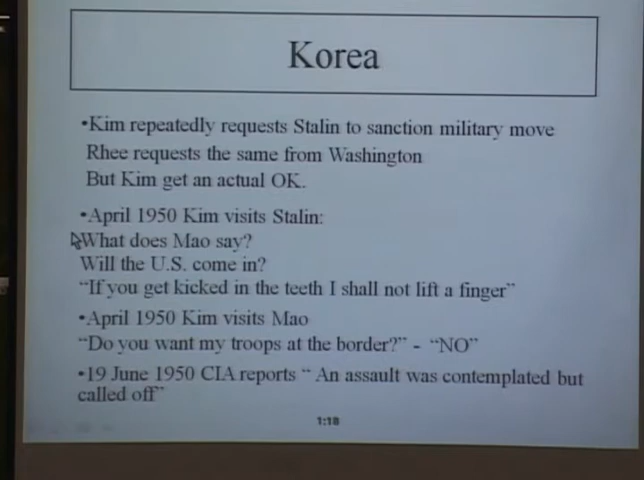 Korea
•Kim repeatedly requests Stalin to sanction military move
Rhee requests the same from Washington
But Kim get an actual OK.
•April 1950 Kim visits Stalin:
What does Mao say?
Will the U.S. come in?
“If you get kicked in the teeth I shall not lift a finger”
•April 1950 Kim visits Mao
“Do you want my troops at the border?” - “NO”
•19 June 1950 CIA reports “ An assault was contemplated but
called off”
1:18